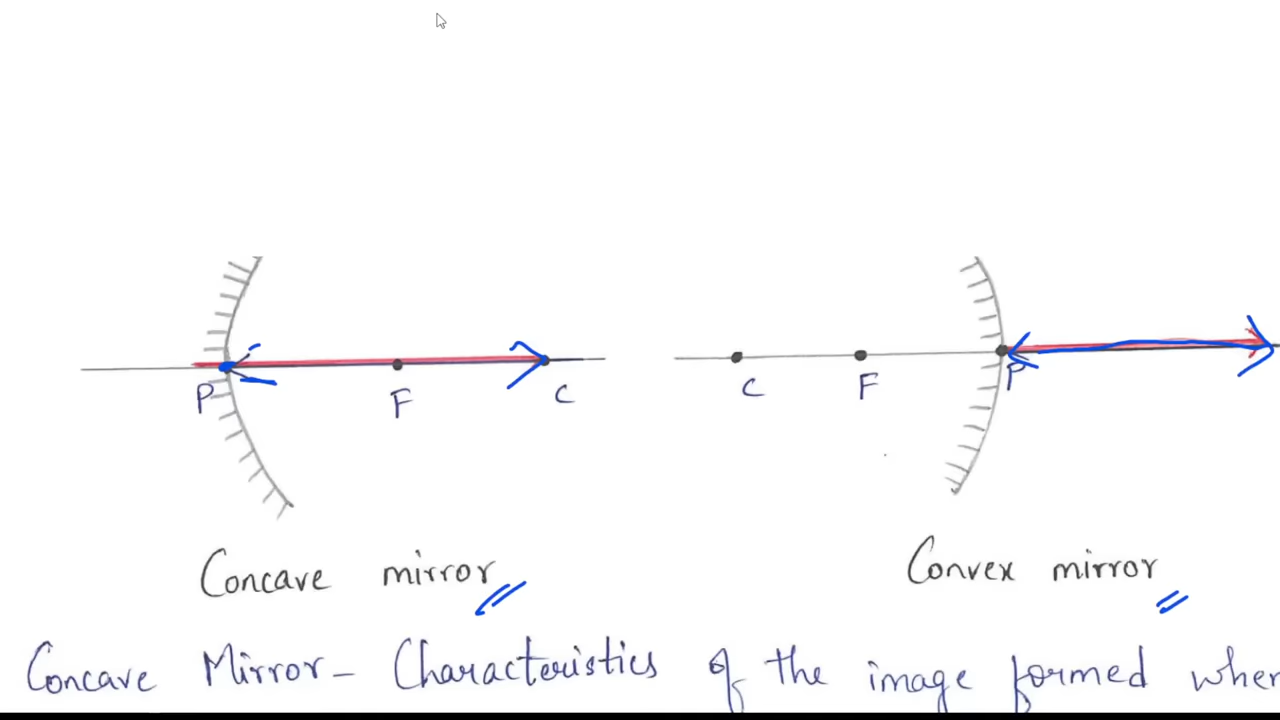 P F C
C F P
Concave mirror
Convex mirror
Concave Mirror - Characteristics of the image formed when